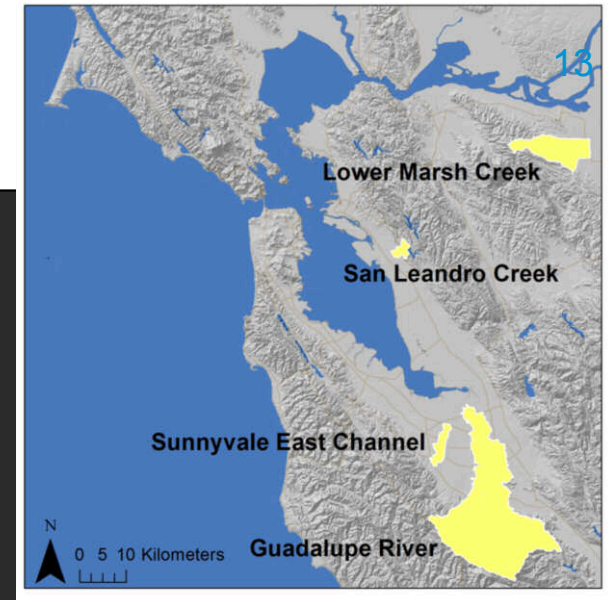 13
Lower Marsh Creek
San Leandro Creek
Sunnyvale East Channel
Guadalupe River
N
0 5 10 Kilometers